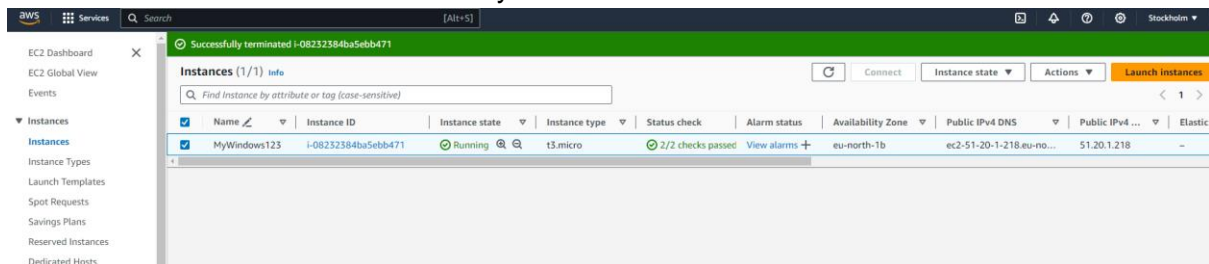 aws Services Search [Alt+S] Stockholm
EC2 Dashboard
EC2 Global View
Events
Instances
Instances
Instance Types
Launch Templates
Spot Requests
Savings Plans
Reserved Instances
Dedicated Hosts
Successfully terminated i-08232384ba5ebb471
Instances (1/1) Info Connect Instance state Actions Launch instances
Find Instance by attribute or tag (case-sensitive) 1
Name Instance ID Instance state Instance type Status check Alarm status Availability Zone Public IPv4 DNS Public IPv4 ... Elastic
MyWindows123 i-08232384ba5ebb471 Running t3.micro 2/2 checks passed View alarms + eu-north-1b ec2-51-20-1-218.eu-no... 51.20.1.218 –